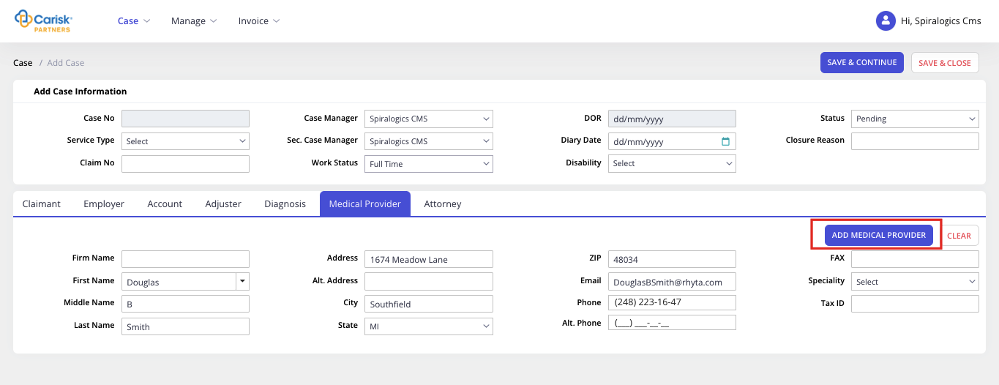 Carisk
PARTNERS
Case Manage Invoice Hi, Spiralogics Cms
Case / Add Case SAVE & CONTINUE SAVE & CLOSE
Add Case Information
Case No Case Manager Spiralogics CMS DOR dd/mm/yyyy Status Pending
Service Type Select Sec. Case Manager Spiralogics CMS Diary Date dd/mm/yyyy Closure Reason
Claim No Work Status Full Time Disability Select
Claimant Employer Account Adjuster Diagnosis Medical Provider Attorney
ADD MEDICAL PROVIDER CLEAR
Firm Name Address 1674 Meadow Lane ZIP 48034 FAX
First Name Douglas Alt. Address Email DouglasBSmith@rhyta.com Speciality Select
Middle Name B City Southfield Phone (248) 223-16-47 Tax ID
Last Name Smith State MI Alt. Phone (___) ___-__-__